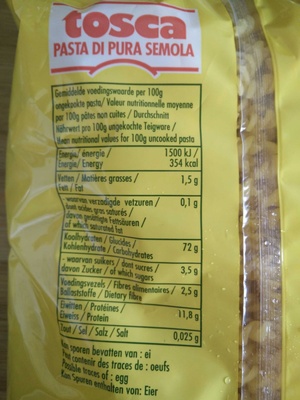 tosca
PASTA DI PURA SEMOLA
Gemiddelde voedingswaarde per 100g
ongekookte pasta/ Valeur nutritionnelle moyenne
par 100g pâtes non cuites / Durchschnitt
Nährwert pro 100g ungekochte Teigware /
Mean nutritional values for 100g uncooked pasta
Energie/ énergie / 1500 kJ /
Energie/ Energy 354 kcal
Vetten / Matières grasses / 1,5 g
Fett / Fat
waarvan verzadigde vetzuren / 0,1 g
dont acides gras saturés /
davon gesättigte Fettsäuren /
of which saturated fat
Koolhydraten / Glucides / 72 g
Kohlenhydrate / Carbohydrates
waarvan suikers / dont sucres / 3,5 g
davon Zucker / of which sugars
Voedingsvezels / Fibres alimentaires / 2,5 g
Ballaststoffe / Dietary fibre
Eiwitten / Protéines / 11,8 g
Eiweiss / Protein
Zout / Sel / Salz / Salt 0,025 g
Kan sporen bevatten van : ei
Peut contenir des traces de : oeufs
Possible traces of : egg
Kan Spuren enthalten von: Eier